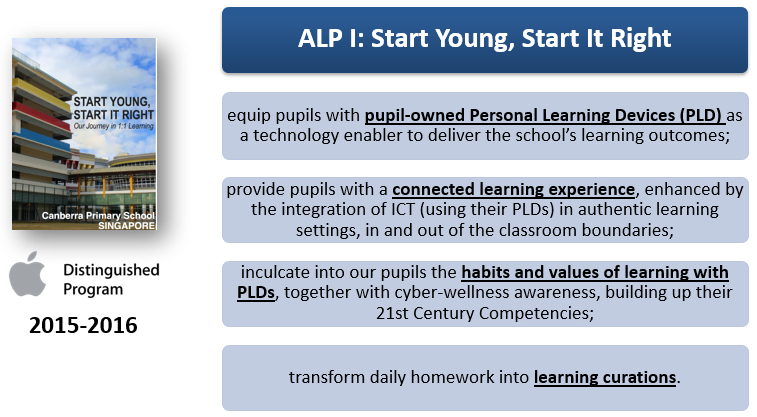 ALP I: Start Young, Start It Right
START YOUNG,
START IT RIGHT
Our Journey in 1:1 Learning
Canberra Primary School
SINGAPORE
Distinguished
Program
2015-2016
equip pupils with pupil-owned Personal Learning Devices (PLD) as
a technology enabler to deliver the school's learning outcomes;
provide pupils with a connected learning experience, enhanced by
the integration of ICT (using their PLDs) in authentic learning
settings, in and out of the classroom boundaries;
inculcate into our pupils the habits and values of learning with
PLDs, together with cyber-wellness awareness, building up their
21st Century Competencies;
transform daily homework into learning curations.